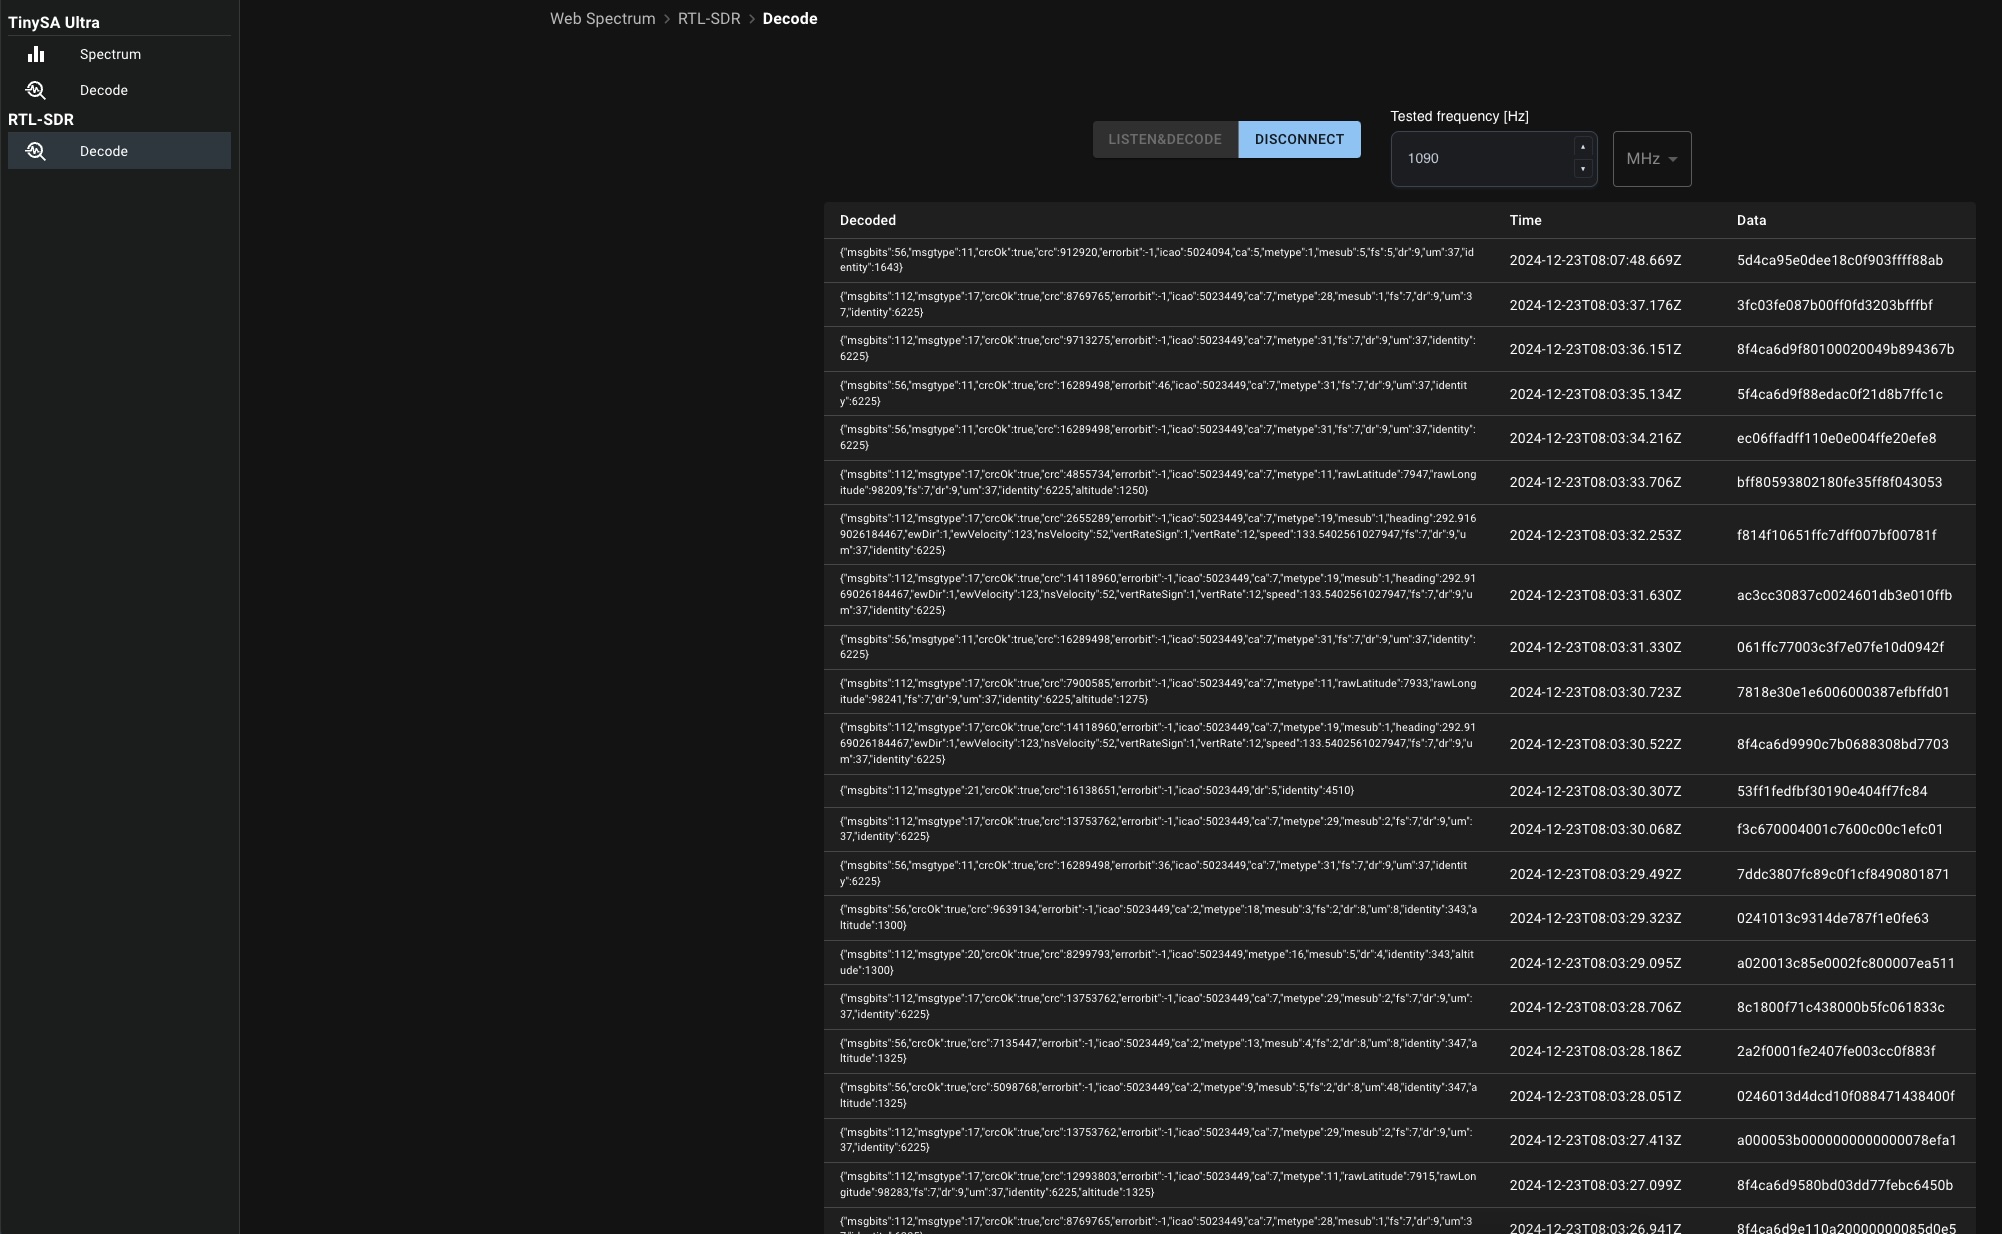 TinySA Ultra
Spectrum
Decode
RTL-SDR
Decode
Web Spectrum > RTL-SDR > Decode
LISTEN&DECODE
DISCONNECT
Tested frequency [Hz]
1090
MHz
Decoded Time Data
{"msgbits":56,"msgtype":11,"crcOk":true,"crc":912920,"errorbit":-1,"icao":5024094,"ca":5,"metype":1,"mesub":5,"fs":5,"dr":9,"um":37,"id
entity":1643}
2024-12-23T08:07:48.669Z
5d4ca95e0dee18c0f903ffff88ab
{"msgbits":112,"msgtype":17,"crcOk":true,"crc":8769765,"errorbit":-1,"icao":5023449,"ca":7,"metype":28,"mesub":1,"fs":7,"dr":9,"um":3
7,"identity":6225}
2024-12-23T08:03:37.176Z
3fc03fe087b00ff0fd3203bfffbf
{"msgbits":112,"msgtype":17,"crcOk":true,"crc":9713275,"errorbit":-1,"icao":5023449,"ca":7,"metype":31,"fs":7,"dr":9,"um":37,"identity":
6225}
2024-12-23T08:03:36.151Z
8f4ca6d9f80100020049b894367b
{"msgbits":56,"msgtype":11,"crcOk":true,"crc":16289498,"errorbit":46,"icao":5023449,"ca":7,"metype":31,"fs":7,"dr":9,"um":37,"identit
y":6225}
2024-12-23T08:03:35.134Z
5f4ca6d9f88edac0f21d8b7ffc1c
{"msgbits":56,"msgtype":11,"crcOk":true,"crc":16289498,"errorbit":-1,"icao":5023449,"ca":7,"metype":31,"fs":7,"dr":9,"um":37,"identity":
6225}
2024-12-23T08:03:34.216Z
ec06ffadff110e0e004ffe20efe8
{"msgbits":112,"msgtype":17,"crcOk":true,"crc":4855734,"errorbit":-1,"icao":5023449,"ca":7,"metype":11,"rawLatitude":7947,"rawLong
itude":98209,"fs":7,"dr":9,"um":37,"identity":6225,"altitude":1250}
2024-12-23T08:03:33.706Z
bff80593802180fe35ff8f043053
{"msgbits":112,"msgtype":17,"crcOk":true,"crc":2655289,"errorbit":-1,"icao":5023449,"ca":7,"metype":19,"mesub":1,"heading":292.916
9026184467,"ewDir":1,"ewVelocity":123,"nsVelocity":52,"vertRateSign":1,"vertRate":12,"speed":133.5402561027947,"fs":7,"dr":9,"u
m":37,"identity":6225}
2024-12-23T08:03:32.253Z
f814f10651ffc7dff007bf00781f
{"msgbits":112,"msgtype":17,"crcOk":true,"crc":14118960,"errorbit":-1,"icao":5023449,"ca":7,"metype":19,"mesub":1,"heading":292.91
69026184467,"ewDir":1,"ewVelocity":123,"nsVelocity":52,"vertRateSign":1,"vertRate":12,"speed":133.5402561027947,"fs":7,"dr":9,"u
m":37,"identity":6225}
2024-12-23T08:03:31.630Z
ac3cc30837c0024601db3e010ffb
{"msgbits":56,"msgtype":11,"crcOk":true,"crc":16289498,"errorbit":-1,"icao":5023449,"ca":7,"metype":31,"fs":7,"dr":9,"um":37,"identity":
6225}
2024-12-23T08:03:31.330Z
061ffc77003c3f7e07fe10d0942f
{"msgbits":112,"msgtype":17,"crcOk":true,"crc":7900585,"errorbit":-1,"icao":5023449,"ca":7,"metype":11,"rawLatitude":7933,"rawLong
itude":98241,"fs":7,"dr":9,"um":37,"identity":6225,"altitude":1275}
2024-12-23T08:03:30.723Z
7818e30e1e6006000387efbffd01
{"msgbits":112,"msgtype":17,"crcOk":true,"crc":14118960,"errorbit":-1,"icao":5023449,"ca":7,"metype":19,"mesub":1,"heading":292.91
69026184467,"ewDir":1,"ewVelocity":123,"nsVelocity":52,"vertRateSign":1,"vertRate":12,"speed":133.5402561027947,"fs":7,"dr":9,"u
m":37,"identity":6225}
2024-12-23T08:03:30.522Z
8f4ca6d9990c7b0688308bd7703
{"msgbits":112,"msgtype":21,"crcOk":true,"crc":16138651,"errorbit":-1,"icao":5023449,"dr":5,"identity":4510}
2024-12-23T08:03:30.307Z
53ff1fedfbf30190e404ff7fc84
{"msgbits":112,"msgtype":17,"crcOk":true,"crc":13753762,"errorbit":-1,"icao":5023449,"ca":7,"metype":29,"mesub":2,"fs":7,"dr":9,"um":
37,"identity":6225}
2024-12-23T08:03:30.068Z
f3c670004001c7600c00c1efc01
{"msgbits":56,"msgtype":11,"crcOk":true,"crc":16289498,"errorbit":36,"icao":5023449,"ca":7,"metype":31,"fs":7,"dr":9,"um":37,"identit
y":6225}
2024-12-23T08:03:29.492Z
7ddc3807fc89c0f1cf8490801871
{"msgbits":56,"crcOk":true,"crc":9639134,"errorbit":-1,"icao":5023449,"ca":2,"metype":18,"mesub":3,"fs":2,"dr":8,"um":8,"identity":343,"a
ltitude":1300}
2024-12-23T08:03:29.323Z
0241013c9314de787f1e0fe63
{"msgbits":112,"msgtype":20,"crcOk":true,"crc":8299793,"errorbit":-1,"icao":5023449,"metype":16,"mesub":5,"dr":4,"identity":343,"altit
ude":1300}
2024-12-23T08:03:29.095Z
a020013c85e0002fc800007ea511
{"msgbits":112,"msgtype":17,"crcOk":true,"crc":13753762,"errorbit":-1,"icao":5023449,"ca":7,"metype":29,"mesub":2,"fs":7,"dr":9,"um":
37,"identity":6225}
2024-12-23T08:03:28.706Z
8c1800f71c438000b5fc061833c
{"msgbits":56,"crcOk":true,"crc":7135447,"errorbit":-1,"icao":5023449,"ca":2,"metype":13,"mesub":4,"fs":2,"dr":8,"um":8,"identity":347,"a
ltitude":1325}
2024-12-23T08:03:28.186Z
2a2f0001fe2407fe003cc0f883f
{"msgbits":56,"crcOk":true,"crc":5098768,"errorbit":-1,"icao":5023449,"ca":2,"metype":9,"mesub":5,"fs":2,"dr":8,"um":48,"identity":347,"a
ltitude":1325}
2024-12-23T08:03:28.051Z
0246013d4dcd10f088471438400f
{"msgbits":112,"msgtype":17,"crcOk":true,"crc":13753762,"errorbit":-1,"icao":5023449,"ca":7,"metype":29,"mesub":2,"fs":7,"dr":9,"um":
37,"identity":6225}
2024-12-23T08:03:27.413Z
a000053b0000000000000078efa1
{"msgbits":112,"msgtype":17,"crcOk":true,"crc":12993803,"errorbit":-1,"icao":5023449,"ca":7,"metype":11,"rawLatitude":7915,"rawLon
gitude":98283,"fs":7,"dr":9,"um":37,"identity":6225,"altitude":1325}
2024-12-23T08:03:27.099Z
8f4ca6d9580bd03dd77febc6450b
{"msgbits":112,"msgtype":17,"crcOk":true,"crc":8769765,"errorbit":-1,"icao":5023449,"ca":7,"metype":28,"mesub":1,"fs":7,"dr":9,"um":3
2024-12-23T08:03:26.941Z
8f4ca6d9e110a20000000085d0e5